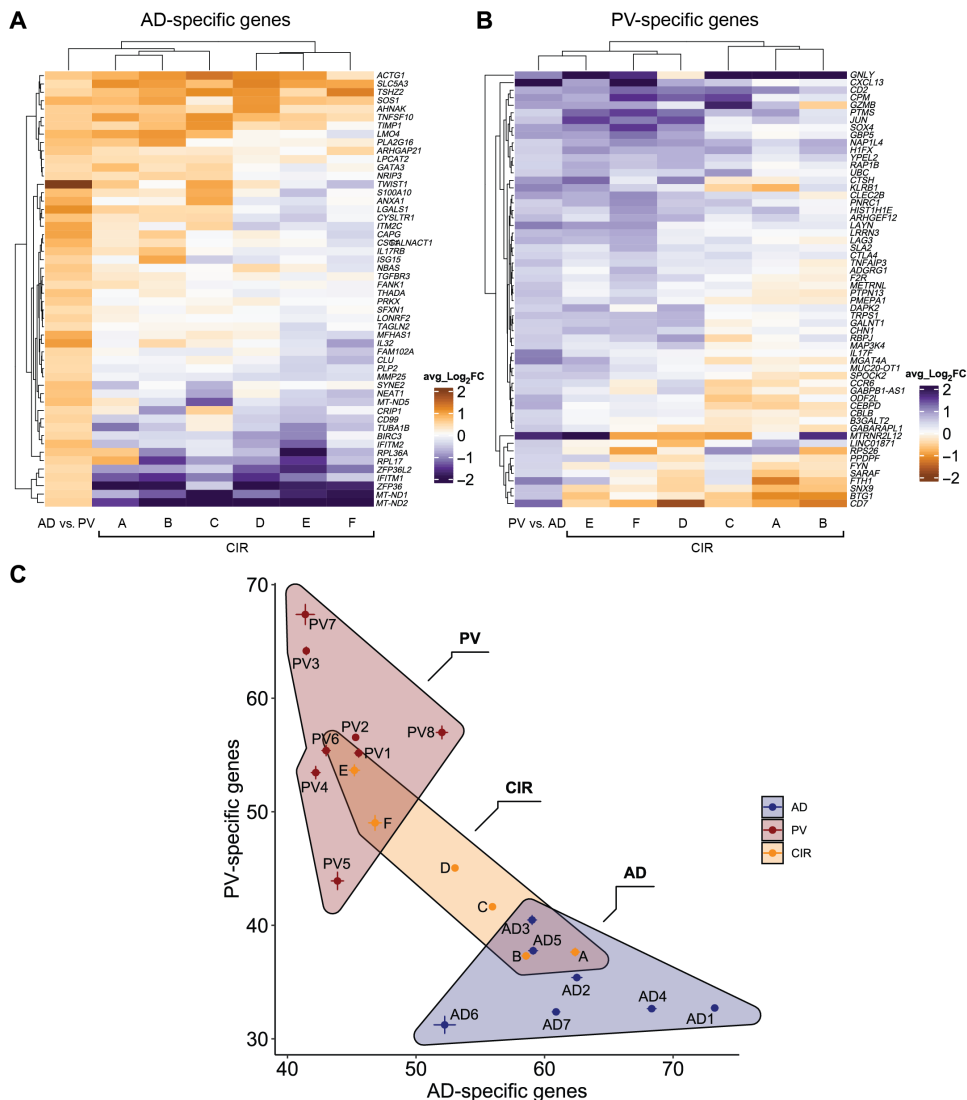 A
AD-specific genes
ACTG1
SLC5A3
TSHZ2
SOS1
AHNAK
TNFSF10
TIMP1
LMO4
PLA2G16
ARHGAP21
LPCAT2
GATA3
NRIP3
TWIST1
S100A10
ANXA1
LGALS1
CYSLTR1
ITM2C
CAPG
IL17RB
ISG15
NBAS
TGFBR3
FANK1
THADA
PRKX
SFXN1
LONRF2
TAGLN2
MFHAS1
IL32
FAM102A
CLU
PLP2
MMP25
SYNE2
NEAT1
MT-ND5
CRIP1
CD99
TUBA1B
BIRC3
IFITM2
RPL36A
RPL17
ZFP36L2
IFITM1
ZFP36
MT-ND1
MT-ND2
avg_Log2FC
2
1
0
−1
−2
AD vs. PV A B C D E F
CIR
B
PV-specific genes
GNLY
CXCL13
CD2
CPM
GZMB
PTMS
JUN
SOX4
GBP5
NAP1L4
H1FX
YPEL2
RAP1B
UBC
CTSH
KLRB1
CLEC2B
PNRC1
HIST1H1E
ARHGEF12
LAYN
LRRN3
LAG3
SLA2
CTLA4
TNFAIP3
ADGRG1
F2R
METRNL
PTPN13
PMEPA1
DAPK2
TRPS1
GALNT1
CHN1
RBPJ
MAP3K4
IL17F
MGAT4A
MUC20-OT1
SPOCK2
CCR6
GABPB1-AS1
ODF2L
CEBPD
CBLB
B3GALT2
GABARAPL1
MTRNR2L12
LINC01871
RPS26
PPDPF
FYN
SARAF
FTH1
SNX9
BTG1
CD7
avg_Log2FC
2
1
0
−1
−2
PV vs. AD E F D C A B
CIR
C
PV-specific genes
70
60
50
40
30
PV7
PV3
PV
PV2
PV8
PV6
PV1
E
PV4
CIR
F
PV5
D
AD
C
AD3
AD5
B
A
AD2
AD4
AD6
AD7
AD1
AD
PV
CIR
40 50 60 70
AD-specific genes